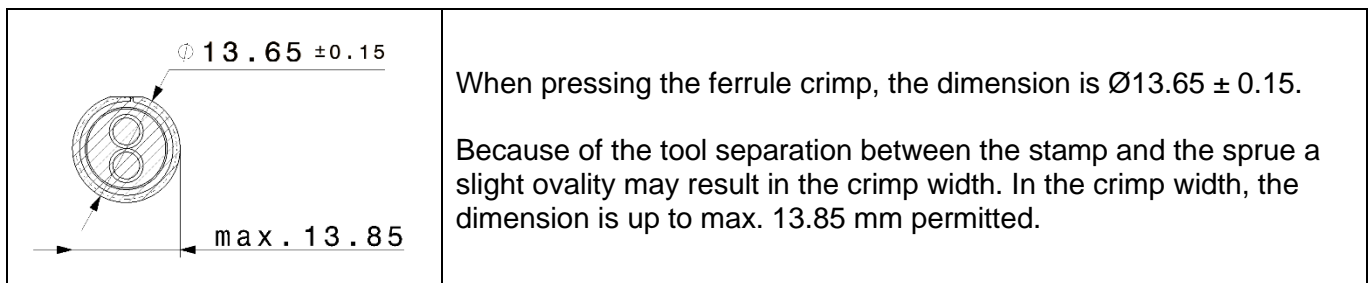 Ø 13.65 ±0.15
max.13.85
When pressing the ferrule crimp, the dimension is Ø13.65 ± 0.15.
Because of the tool separation between the stamp and the sprue a
slight ovality may result in the crimp width. In the crimp width, the
dimension is up to max. 13.85 mm permitted.